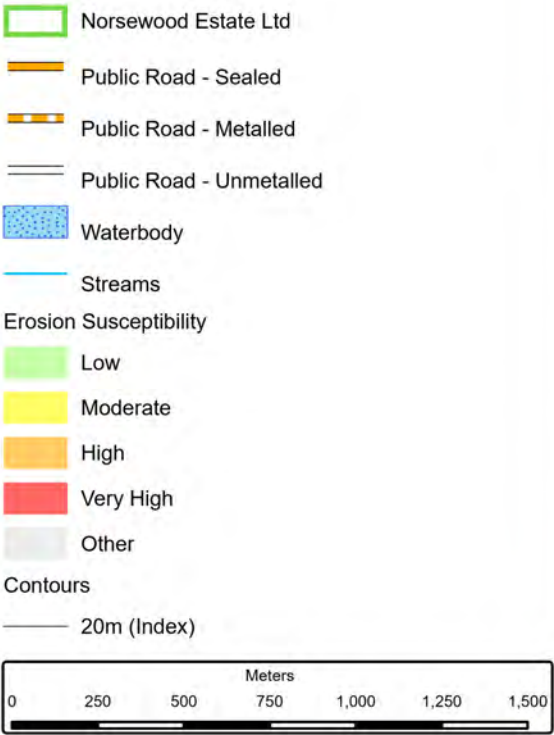 Norsewood Estate Ltd
Public Road - Sealed
Public Road - Metalled
Public Road - Unmetalled
Waterbody
Streams
Erosion Susceptibility
Low
Moderate
High
Very High
Other
Contours
20m (Index)
Meters
0 250 500 750 1,000 1,250 1,500